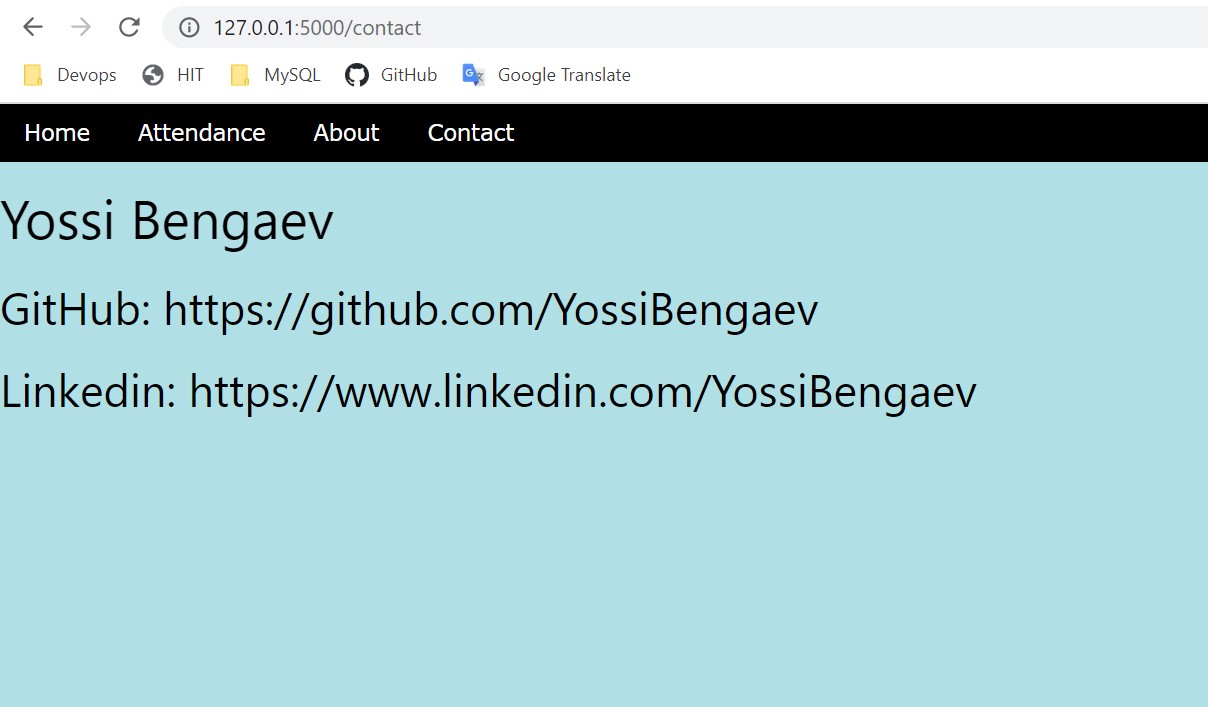 127.0.0.1:5000/contact
Devops HIT MySQL GitHub Google Translate
Home Attendance About Contact
Yossi Bengaev
GitHub: https://github.com/YossiBengaev
Linkedin: https://www.linkedin.com/YossiBengaev